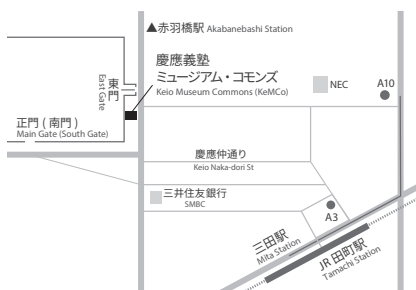 ▲赤羽橋駅 Akabanebashi Station
慶應義塾
ミュージアム・コモンズ
Keio Museum Commons (KeMCo)
東門
East Gate
正門 ( 南門 )
Main Gate (South Gate)
NEC
A10
慶應仲通り
Keio Naka-dori St
三井住友銀行
SMBC
A3
三田駅
Mita Station
JR 田町駅
Tamachi Station